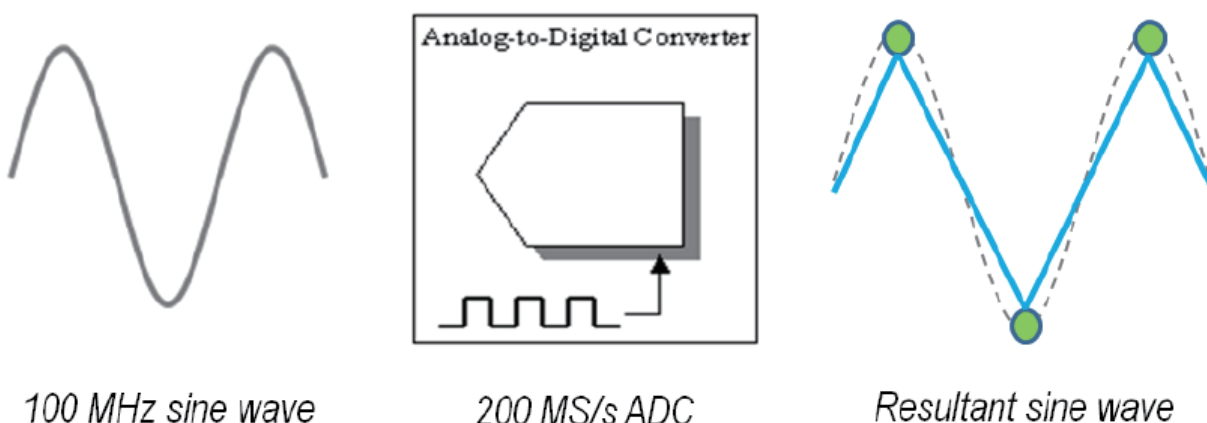 Analog-to-Digital Converter
100 MHz sine wave
200 MS/s ADC
Resultant sine wave